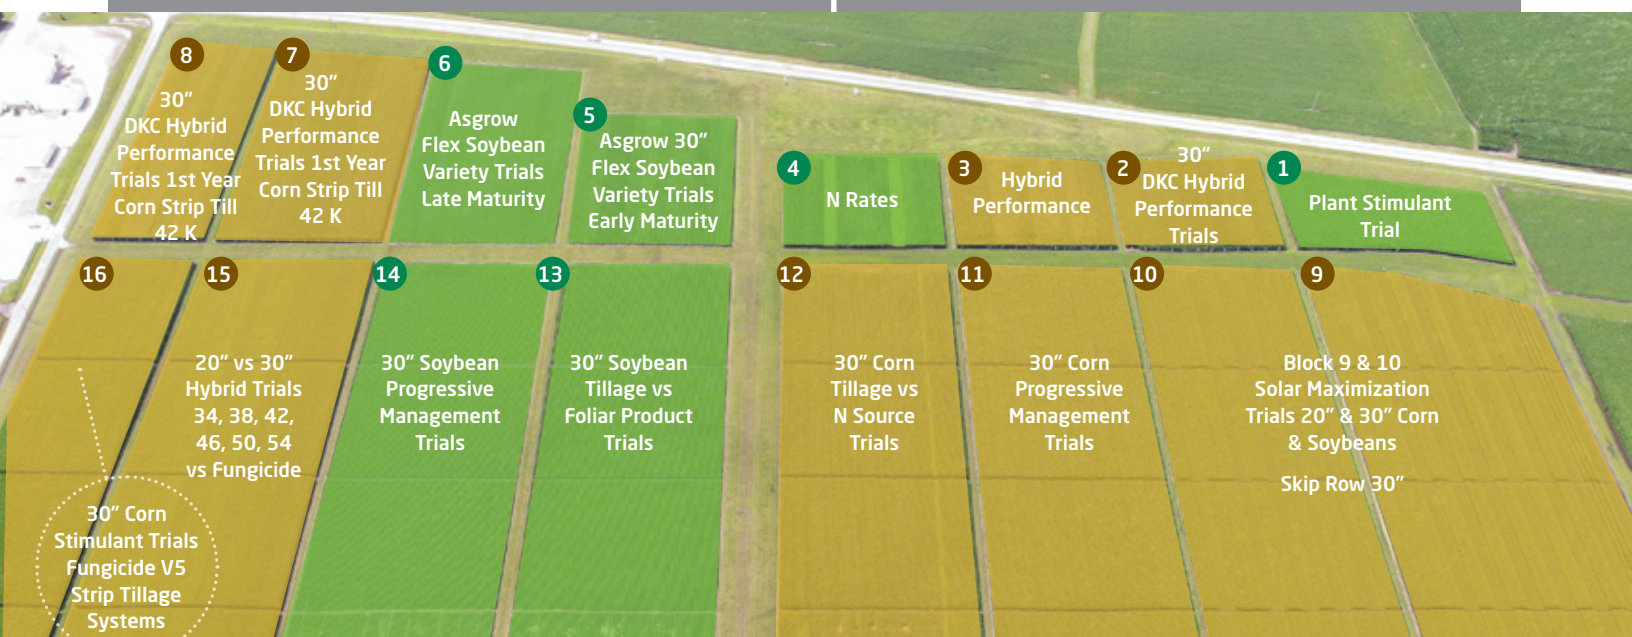 8
30"
DKC Hybrid
Performance
Trials 1st Year
Corn Strip Till
42 K
7
30"
DKC Hybrid
Performance
Trials 1st Year
Corn Strip Till
42 K
6
Asgrow
Flex Soybean
Variety Trials
Late Maturity
5
Asgrow 30"
Flex Soybean
Variety Trials
Early Maturity
4
N Rates
3
Hybrid
Performance
2
30"
DKC Hybrid
Performance
Trials
1
Plant Stimulant
Trial
16
30" Corn
Stimulant Trials
Fungicide V5
Strip Tillage
Systems
15
20" vs 30"
Hybrid Trials
34, 38, 42,
46, 50, 54
vs Fungicide
14
30" Soybean
Progressive
Management
Trials
13
30" Soybean
Tillage vs
Foliar Product
Trials
12
30" Corn
Tillage vs
N Source
Trials
11
30" Corn
Progressive
Management
Trials
10
9
Block 9 & 10
Solar Maximization
Trials 20" & 30" Corn
& Soybeans
Skip Row 30"